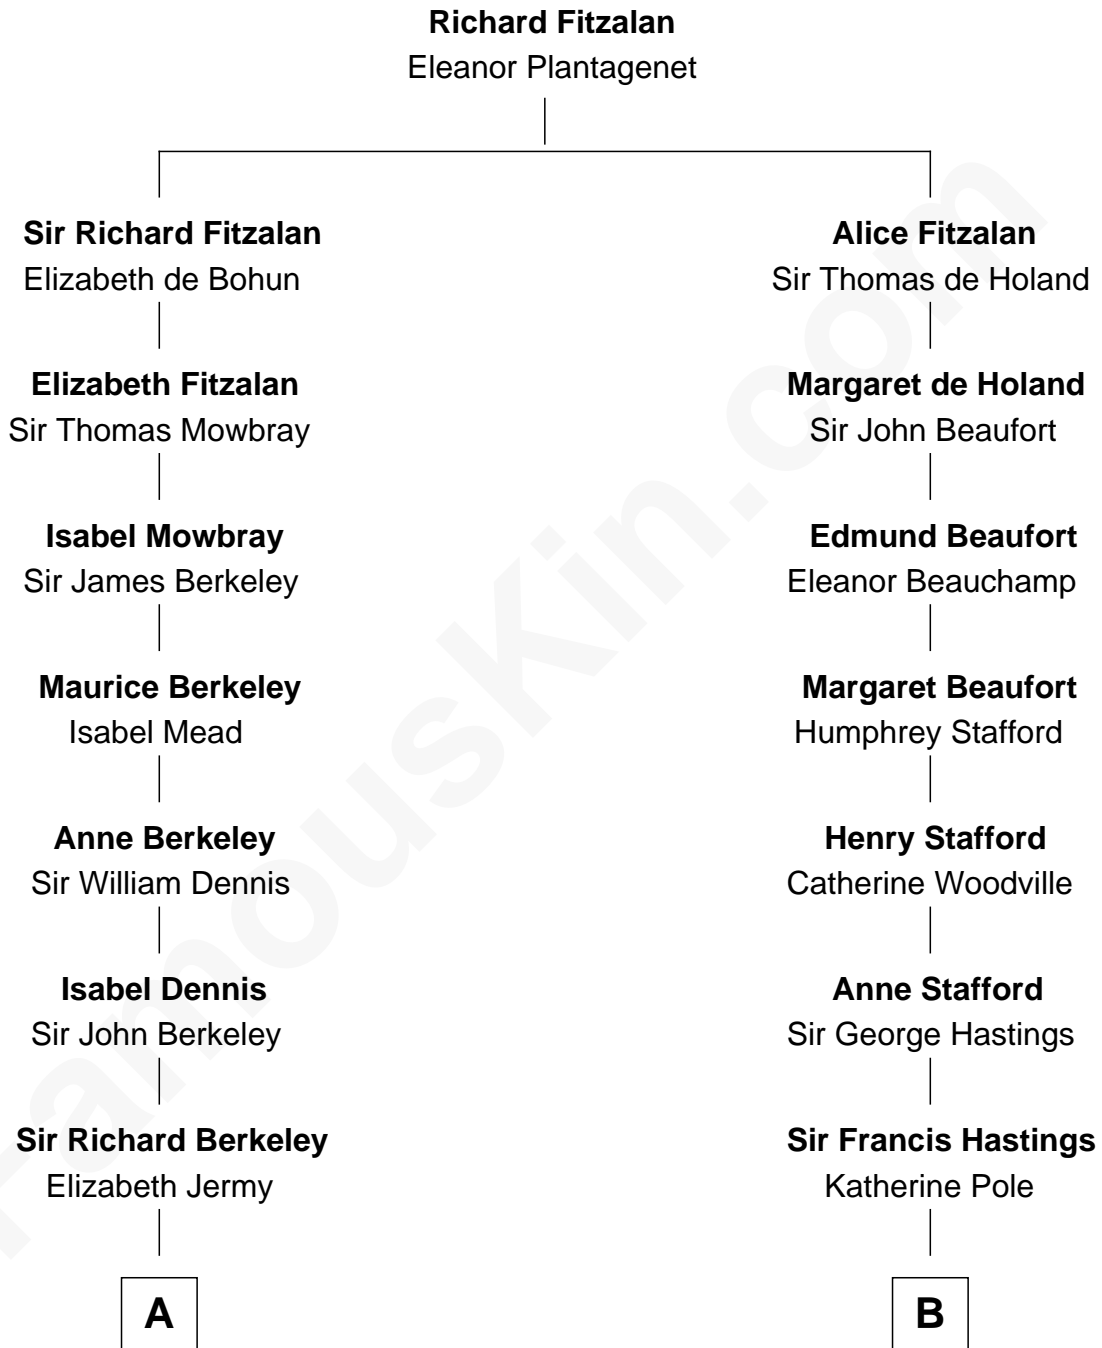 Richard Fitzalan
Eleanor Plantagenet
Sir Richard Fitzalan
Elizabeth de Bohun
Elizabeth Fitzalan
Sir Thomas Mowbray
Isabel Mowbray
Sir James Berkeley
Maurice Berkeley
Isabel Mead
Anne Berkeley
Sir William Dennis
Isabel Dennis
Sir John Berkeley
Sir Richard Berkeley
Elizabeth Jermy
A
Alice Fitzalan
Sir Thomas de Holand
Margaret de Holand
Sir John Beaufort
Edmund Beaufort
Eleanor Beauchamp
Margaret Beaufort
Humphrey Stafford
Henry Stafford
Catherine Woodville
Anne Stafford
Sir George Hastings
Sir Francis Hastings
Katherine Pole
B
FamousKin.com